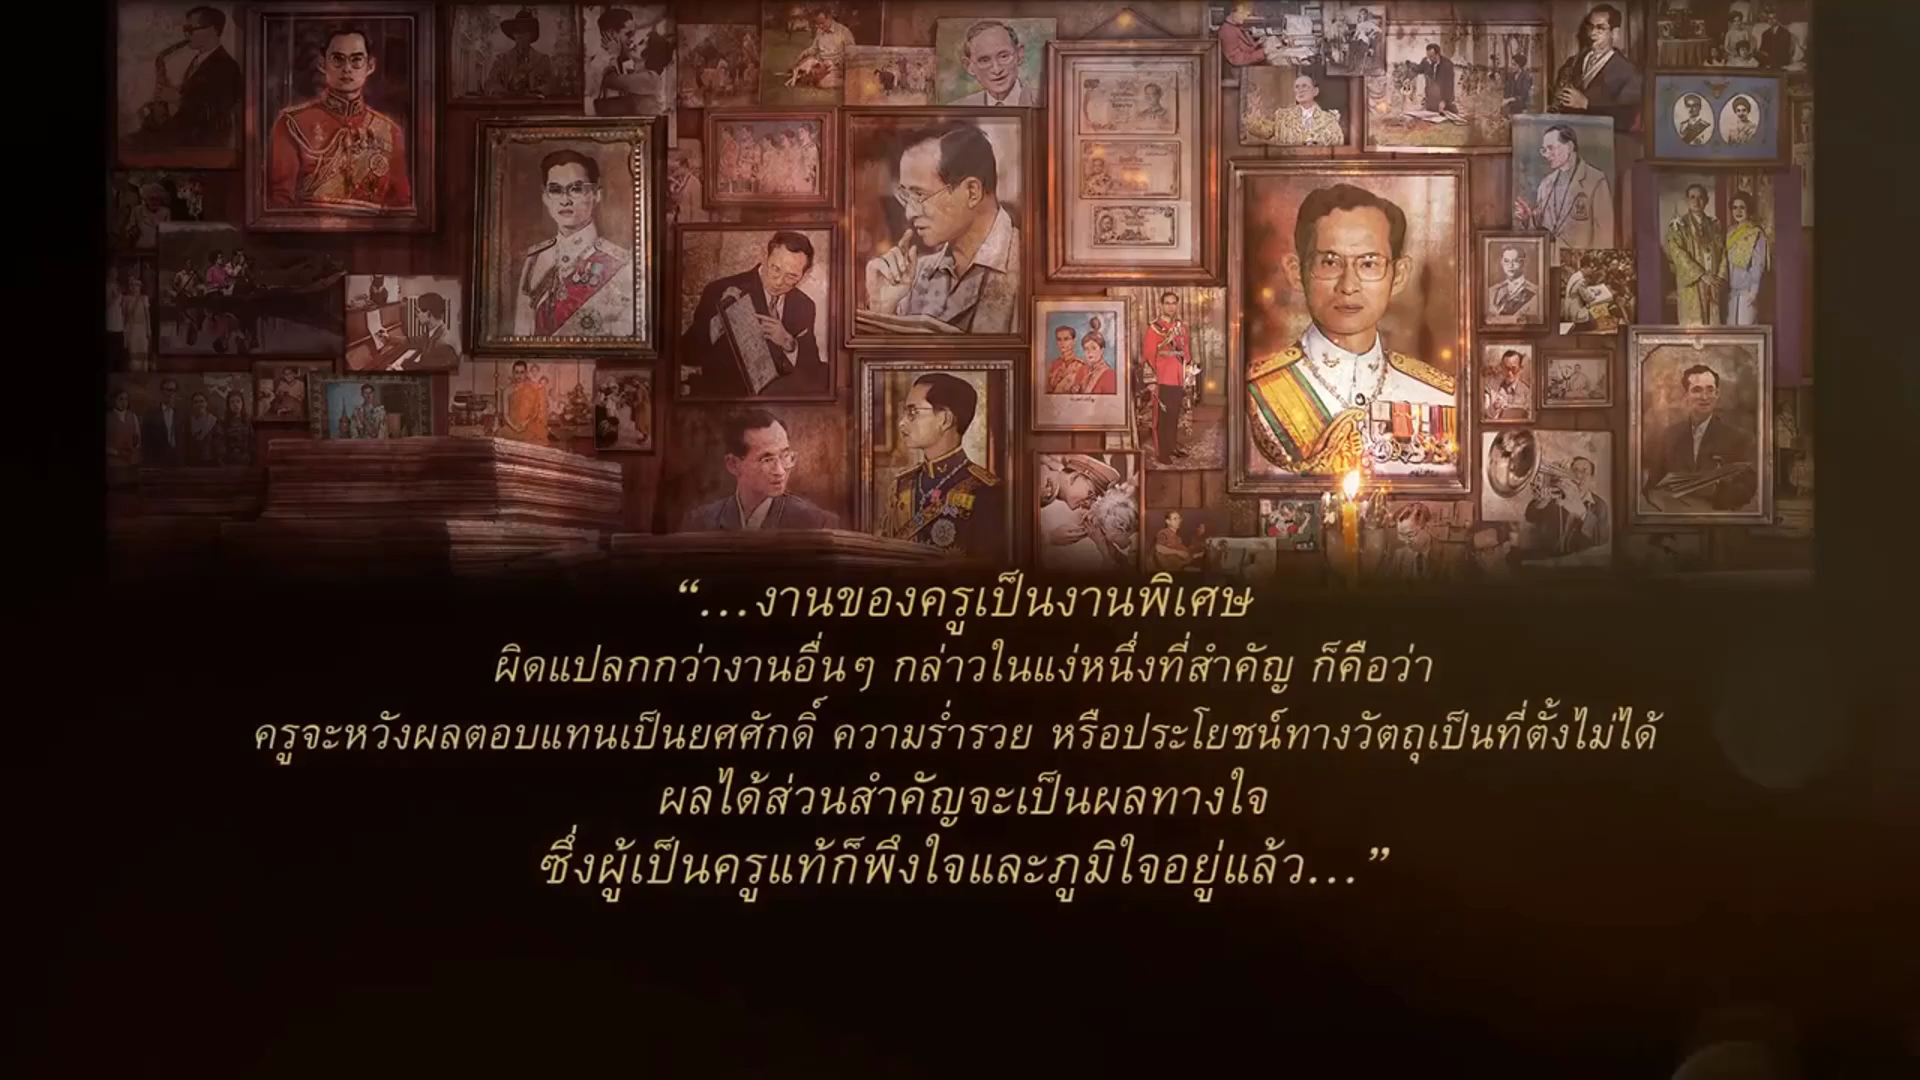 “...งานของครูเป็นงานพิเศษ
ผิดแปลกกว่างานอื่นๆ กล่าวในแง่หนึ่งที่สำคัญ ก็คือว่า
ครูจะหวังผลตอบแทนเป็นยศศักดิ์ ความร่ำรวย หรือประโยชน์ทางวัตถุเป็นที่ตั้งไม่ได้
ผลได้ส่วนสำคัญจะเป็นผลทางใจ
ซึ่งผู้เป็นครูแท้ก็พึงใจและภูมิใจอยู่แล้ว...”